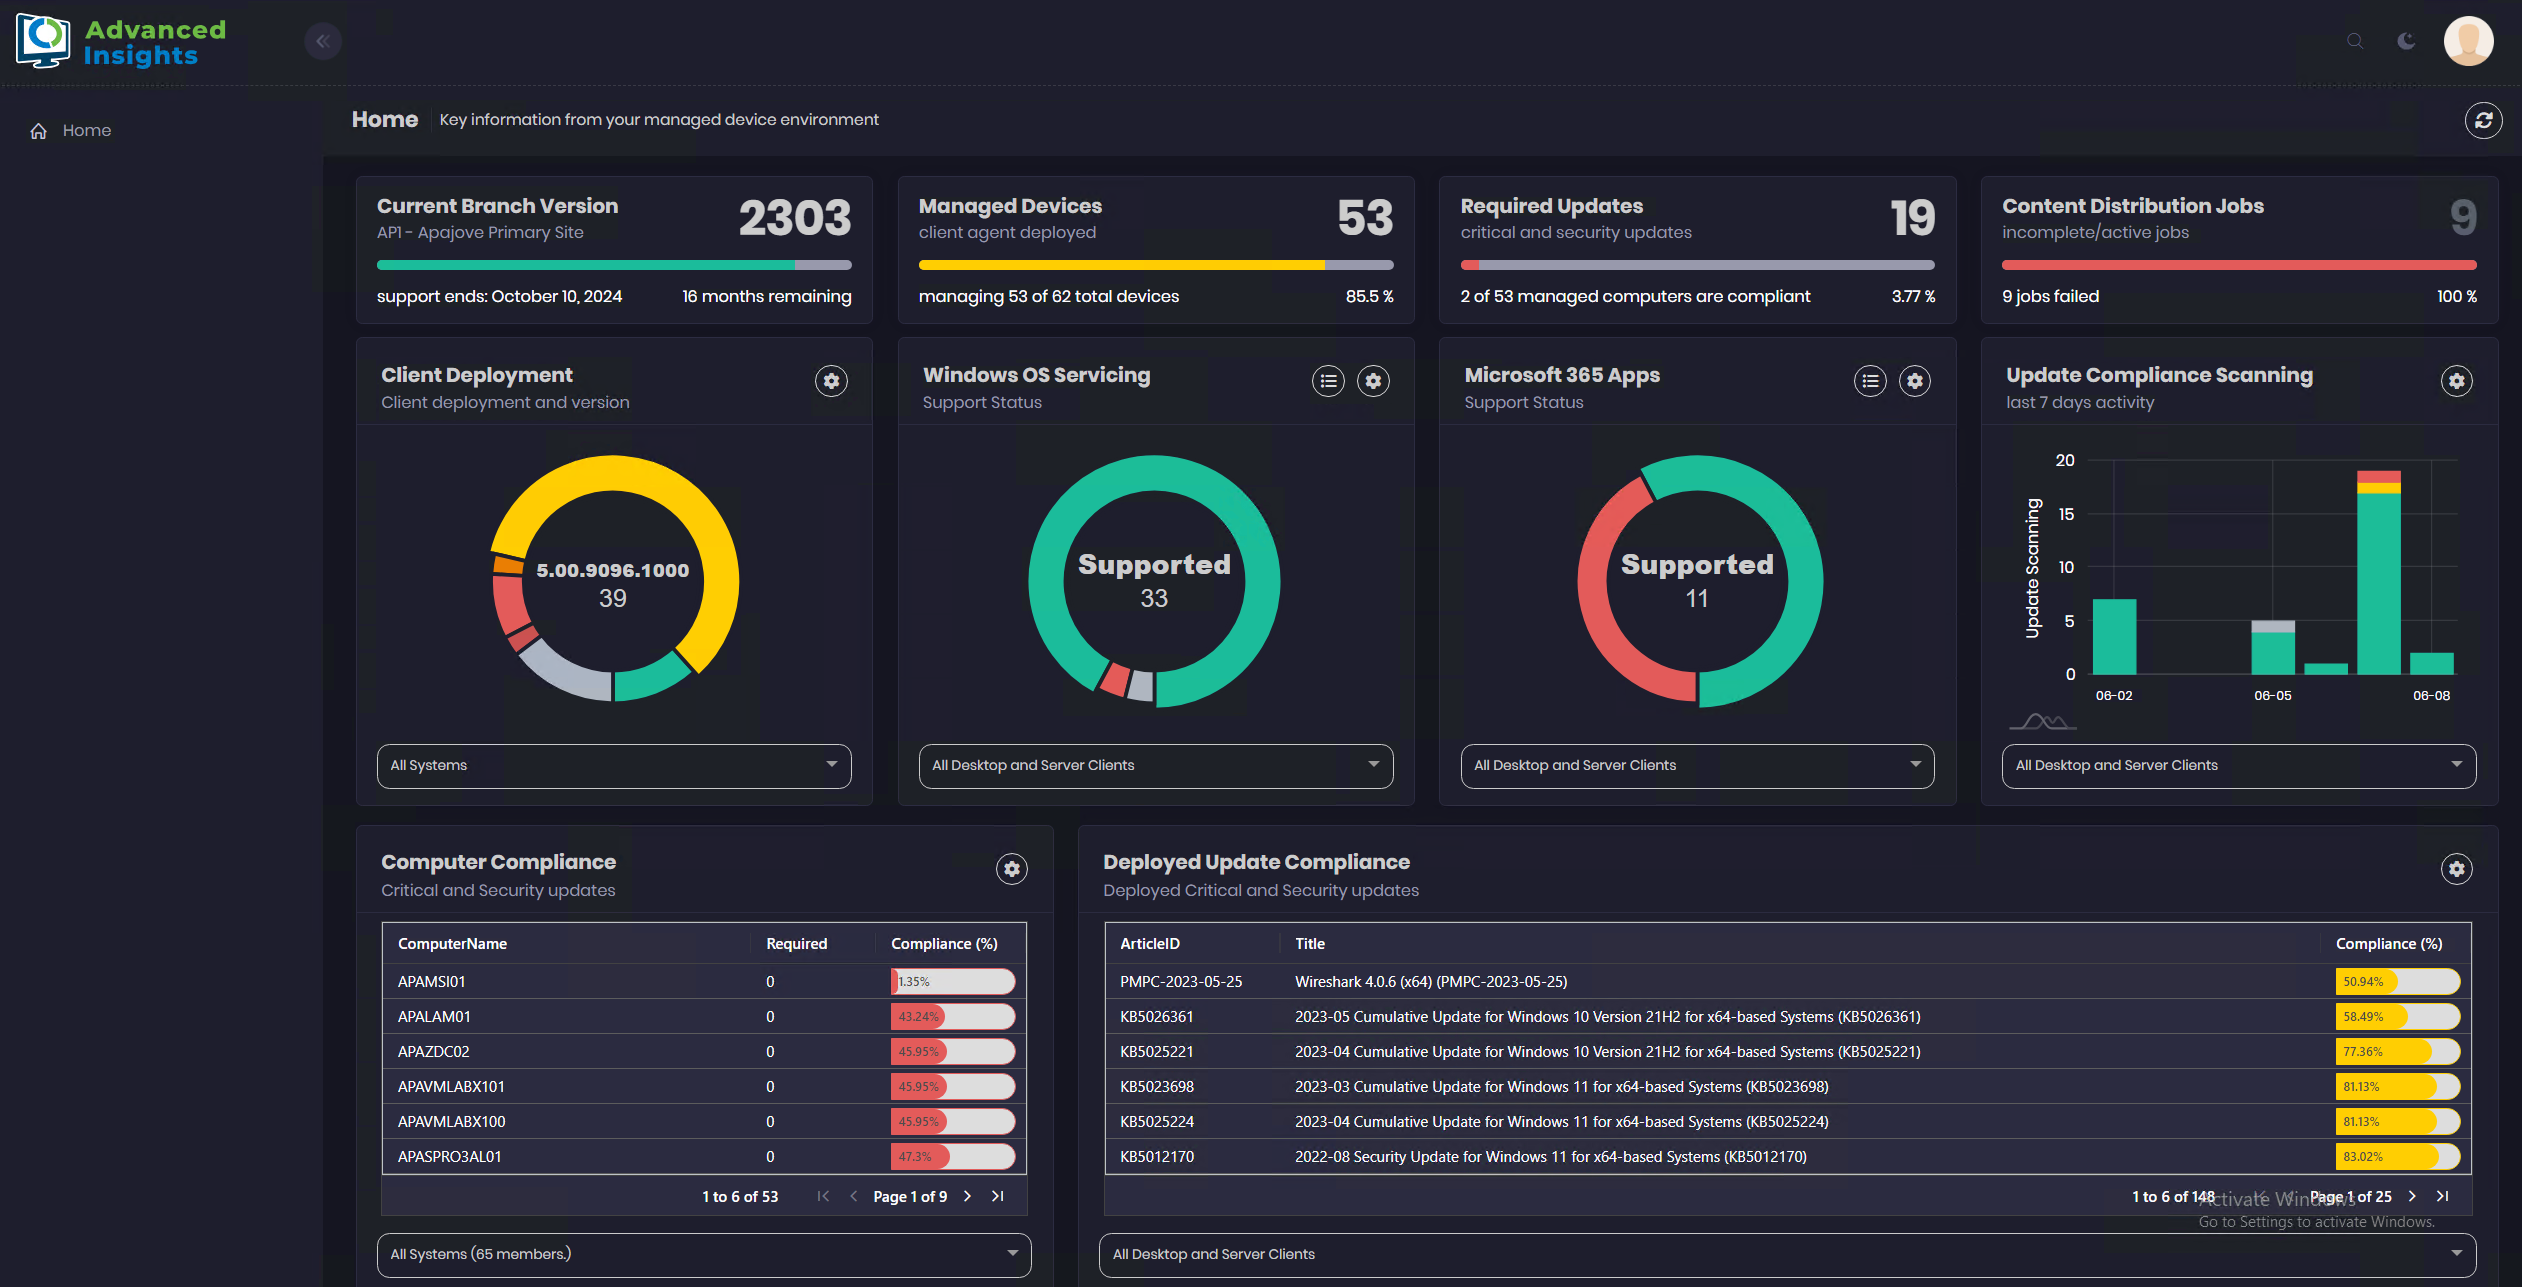 Advanced
Insights
Home
Home
Key information from your managed device environment
Current Branch Version
2303
AP1 - Apajove Primary Site
support ends: October 10, 2024
16 months remaining
Managed Devices
53
client agent deployed
managing 53 of 62 total devices
85.5 %
Required Updates
19
critical and security updates
2 of 53 managed computers are compliant
3.77 %
Content Distribution Jobs
9
incomplete/active jobs
9 jobs failed
100 %
Client Deployment
Client deployment and version
5.00.9096.1000
39
All Systems
Windows OS Servicing
Support Status
Supported
33
All Desktop and Server Clients
Microsoft 365 Apps
Support Status
Supported
11
All Desktop and Server Clients
Update Compliance Scanning
last 7 days activity
Update Scanning
20
15
10
5
0
06-02
06-05
06-08
All Desktop and Server Clients
Computer Compliance
Critical and Security updates
ComputerName Required Compliance (%)
APAMSI01 0 1.35%
APALAM01 0 43.24%
APAZDC02 0 45.95%
APAVMLABX101 0 45.95%
APAVMLABX100 0 45.95%
APASPRO3AL01 0 47.3%
1 to 6 of 53 Page 1 of 9
All Systems (65 members.)
Deployed Update Compliance
Deployed Critical and Security updates
ArticleID Title Compliance (%)
PMPC-2023-05-25 Wireshark 4.0.6 (x64) (PMPC-2023-05-25) 50.94%
KB5026361 2023-05 Cumulative Update for Windows 10 Version 21H2 for x64-based Systems (KB5026361) 58.49%
KB5025221 2023-04 Cumulative Update for Windows 10 Version 21H2 for x64-based Systems (KB5025221) 77.36%
KB5023698 2023-03 Cumulative Update for Windows 11 for x64-based Systems (KB5023698) 81.13%
KB5025224 2023-04 Cumulative Update for Windows 11 for x64-based Systems (KB5025224) 81.13%
KB5012170 2022-08 Security Update for Windows 11 for x64-based Systems (KB5012170) 83.02%
1 to 6 of 148 Page 1 of 25
Activate Windows
Go to Settings to activate Windows.
All Desktop and Server Clients